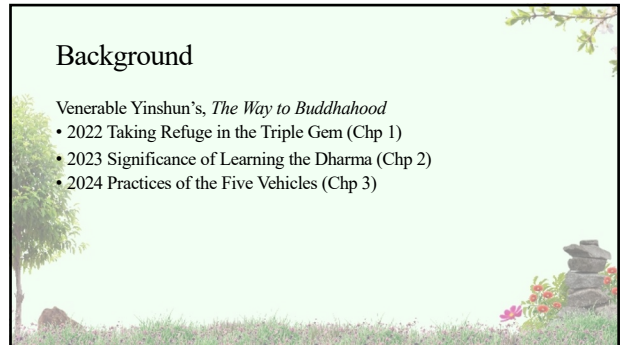 Background
Venerable Yinshun's, The Way to Buddhahood
• 2022 Taking Refuge in the Triple Gem (Chp 1)
• 2023 Significance of Learning the Dharma (Chp 2)
• 2024 Practices of the Five Vehicles (Chp 3)